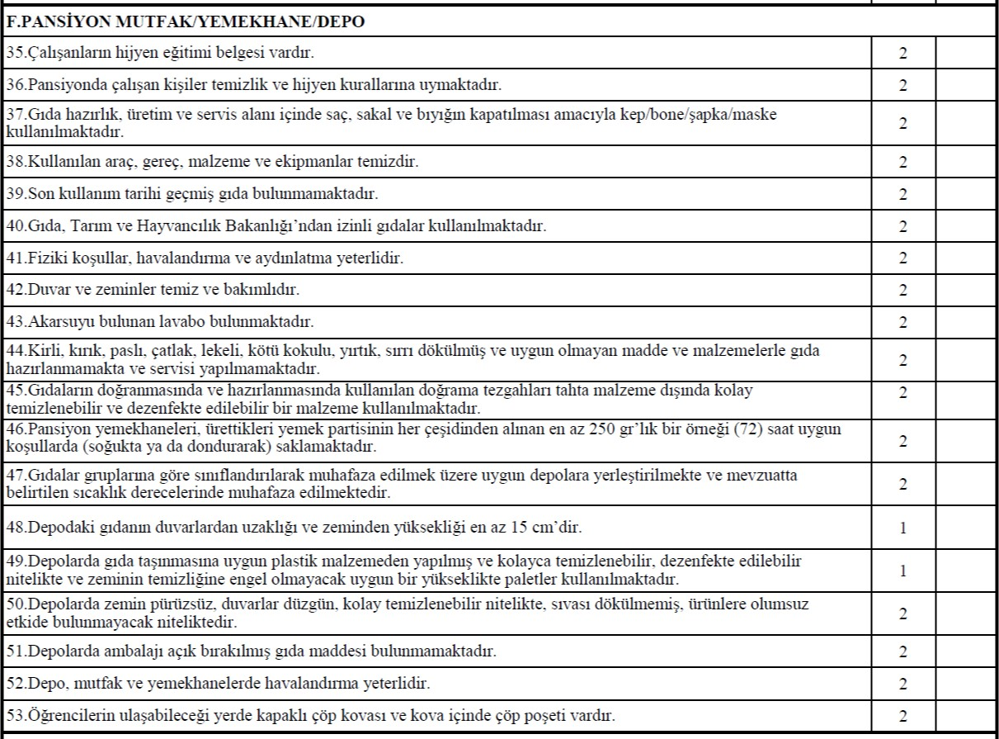 F.PANSİYON MUTFAK/YEMEKHANE/DEPO
35.Çalışanların hijyen eğitimi belgesi vardır. 2
36.Pansiyonda çalışan kişiler temizlik ve hijyen kurallarına uymaktadır. 2
37.Gıda hazırlık, üretim ve servis alanı içinde saç, sakal ve bıyığın kapatılması amacıyla kep/bone/şapka/maske
kullanılmaktadır. 2
38.Kullanılan araç, gereç, malzeme ve ekipmanlar temizdir. 2
39.Son kullanım tarihi geçmiş gıda bulunmamaktadır. 2
40.Gıda, Tarım ve Hayvancılık Bakanlığı’ndan izinli gıdalar kullanılmaktadır. 2
41.Fiziki koşullar, havalandırma ve aydınlatma yeterlidir. 2
42.Duvar ve zeminler temiz ve bakımlıdır. 2
43.Akarsuyu bulunan lavabo bulunmaktadır. 2
44.Kirli, kırık, paslı, çatlak, lekeli, kötü kokulu, yırtık, sırrı dökülmüş ve uygun olmayan madde ve malzemelerle gıda
hazırlanmamakta ve servisi yapılmamaktadır. 2
45.Gıdaların doğranmasında ve hazırlanmasında kullanılan doğrama tezgahları tahta malzeme dışında kolay
temizlenebilir ve dezenfekte edilebilir bir malzeme kullanılmaktadır. 2
46.Pansiyon yemekhaneleri, ürettikleri yemek partisinin her çeşidinden alınan en az 250 gr’lık bir örneği (72) saat uygun
koşullarda (soğukta ya da dondurarak) saklamaktadır. 2
47.Gıdalar gruplarına göre sınıflandırılarak muhafaza edilmek üzere uygun depolara yerleştirilmekte ve mevzuatta
belirtilen sıcaklık derecelerinde muhafaza edilmektedir. 2
48.Depodaki gıdanın duvarlardan uzaklığı ve zeminden yüksekliği en az 15 cm’dir. 1
49.Depolarda gıda taşınmasına uygun plastik malzemeden yapılmış ve kolayca temizlenebilir, dezenfekte edilebilir
nitelikte ve zeminin temizliğine engel olmayacak uygun bir yükseklikte paletler kullanılmaktadır. 1
50.Depolarda zemin pürüzsüz, duvarlar düzgün, kolay temizlenebilir nitelikte, sıvası dökülmemiş, ürünlere olumsuz
etkide bulunmayacak niteliktedir. 2
51.Depolarda ambalajı açık bırakılmış gıda maddesi bulunmamaktadır. 2
52.Depo, mutfak ve yemekhanelerde havalandırma yeterlidir. 2
53.Öğrencilerin ulaşabileceği yerde kapaklı çöp kovası ve kova içinde çöp poşeti vardır. 2